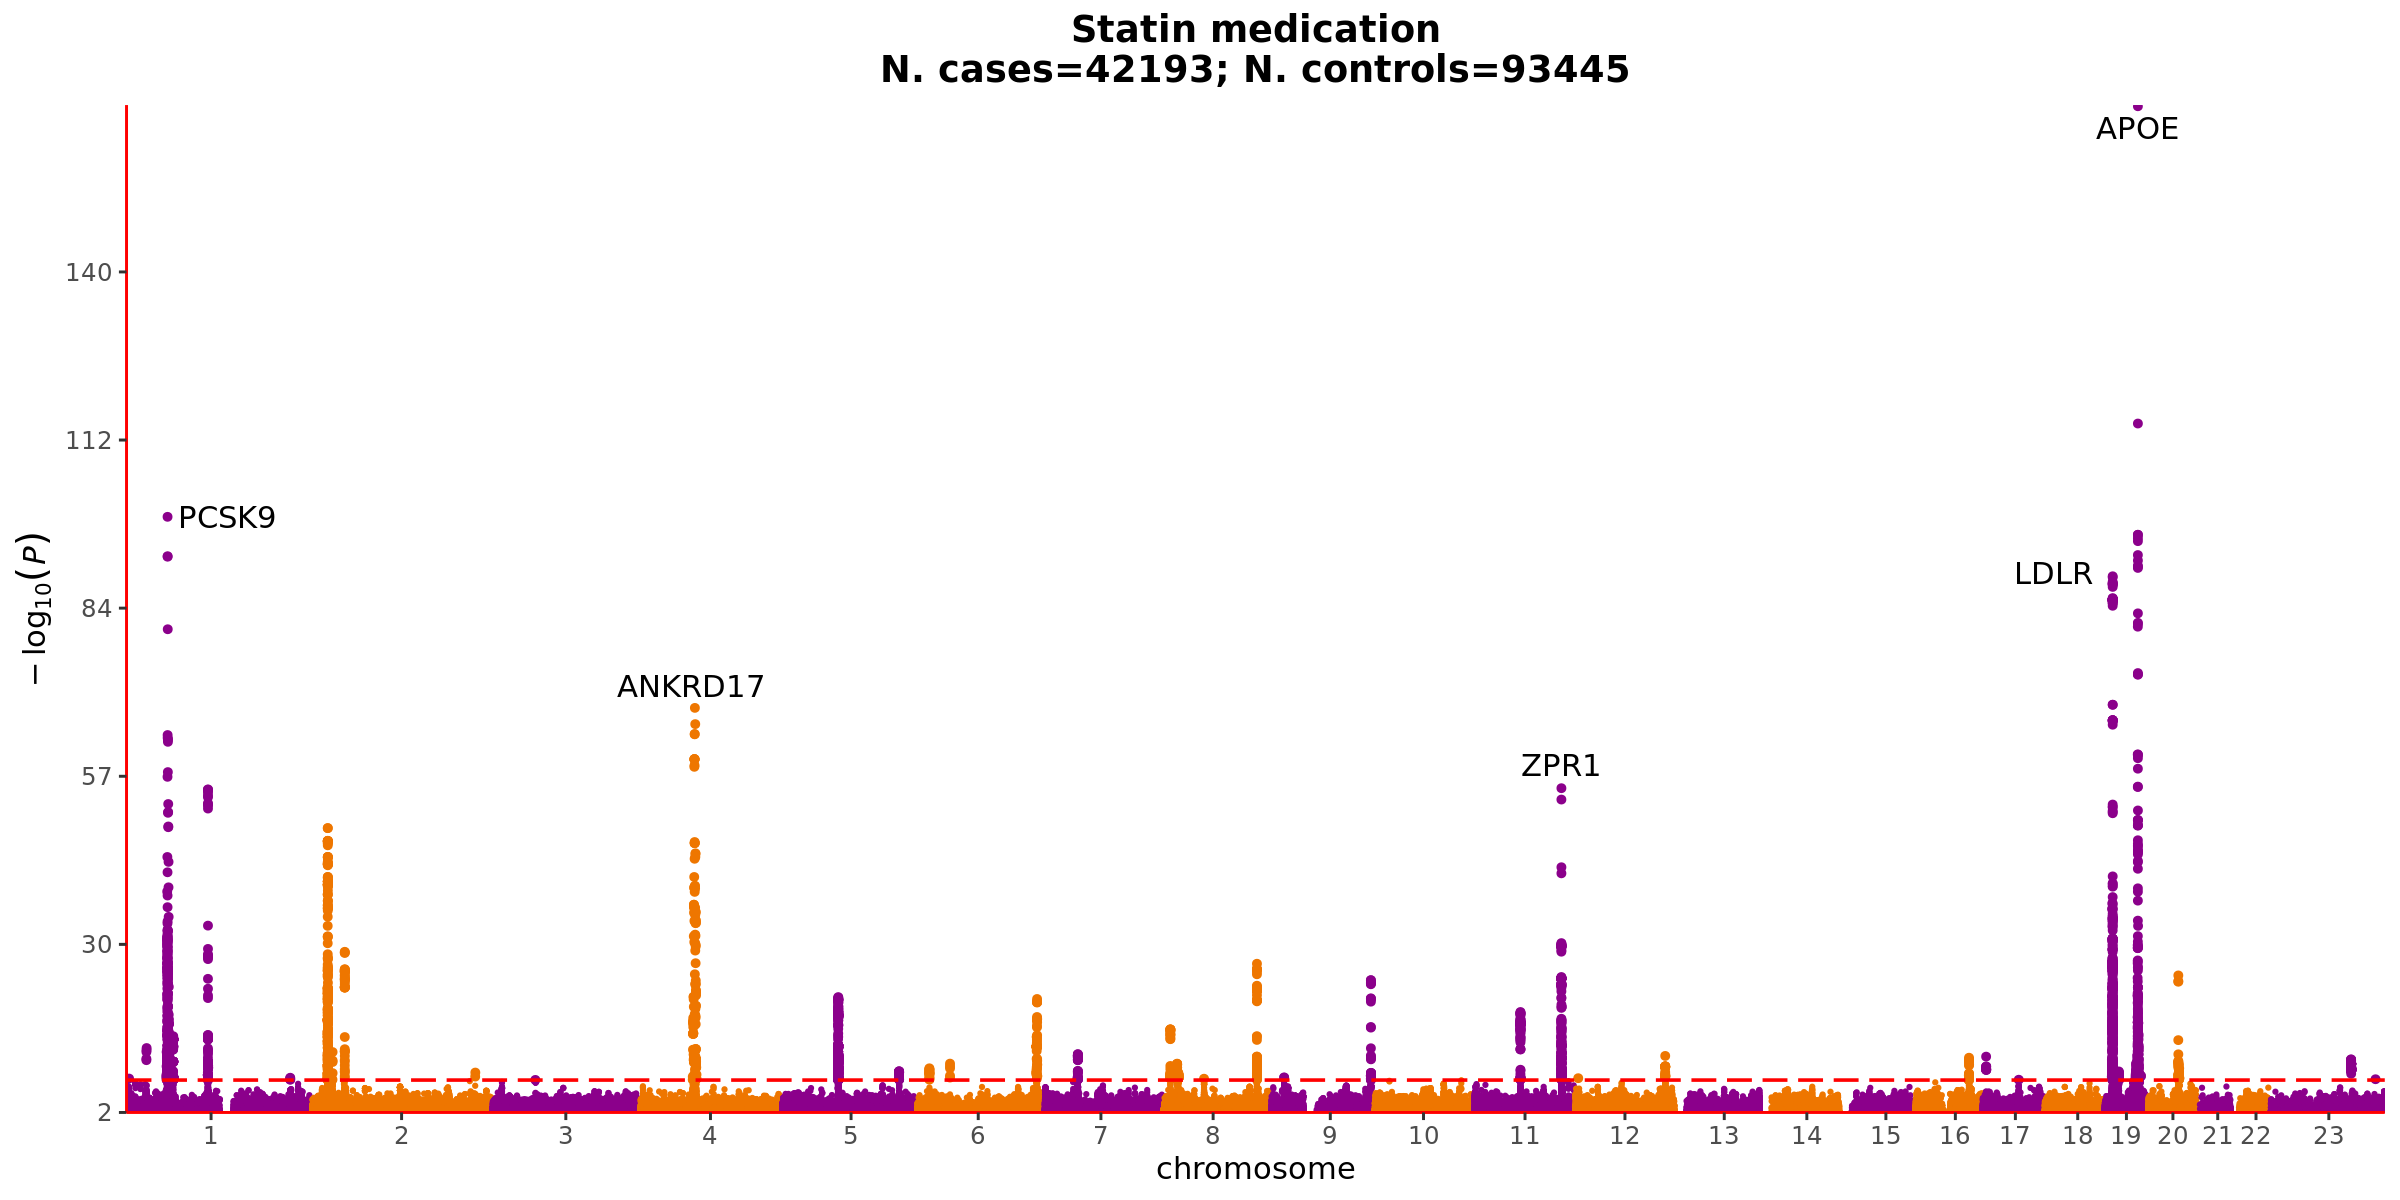 Statin medication
N. cases=42193; N. controls=93445
APOE
140
112
PCSK9
LDLR
84
− log10(P)
ANKRD17
ZPR1
57
30
2
1 2 3 4 5 6 7 8 9 10 11 12 13 14 15 16 17 18 19 20 21 22 23
chromosome